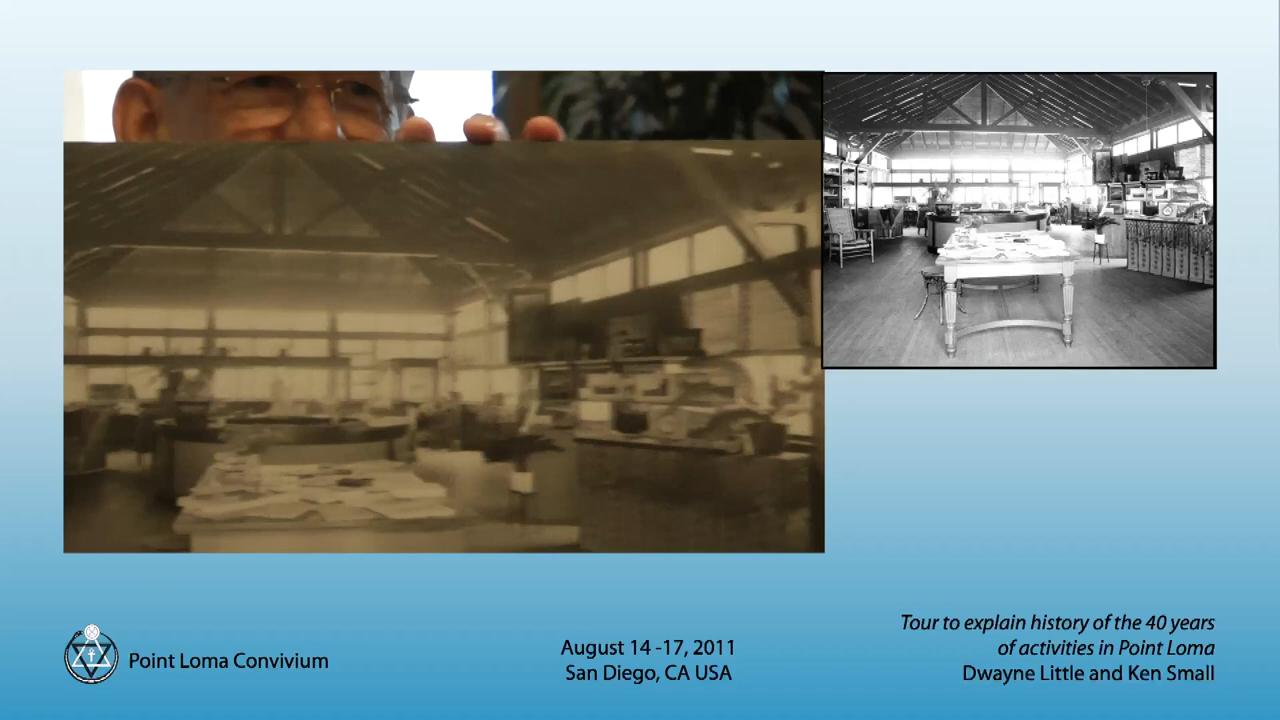 Point Loma Convivium
August 14 -17, 2011
San Diego, CA USA
Tour to explain history of the 40 years
of activities in Point Loma
Dwayne Little and Ken Small